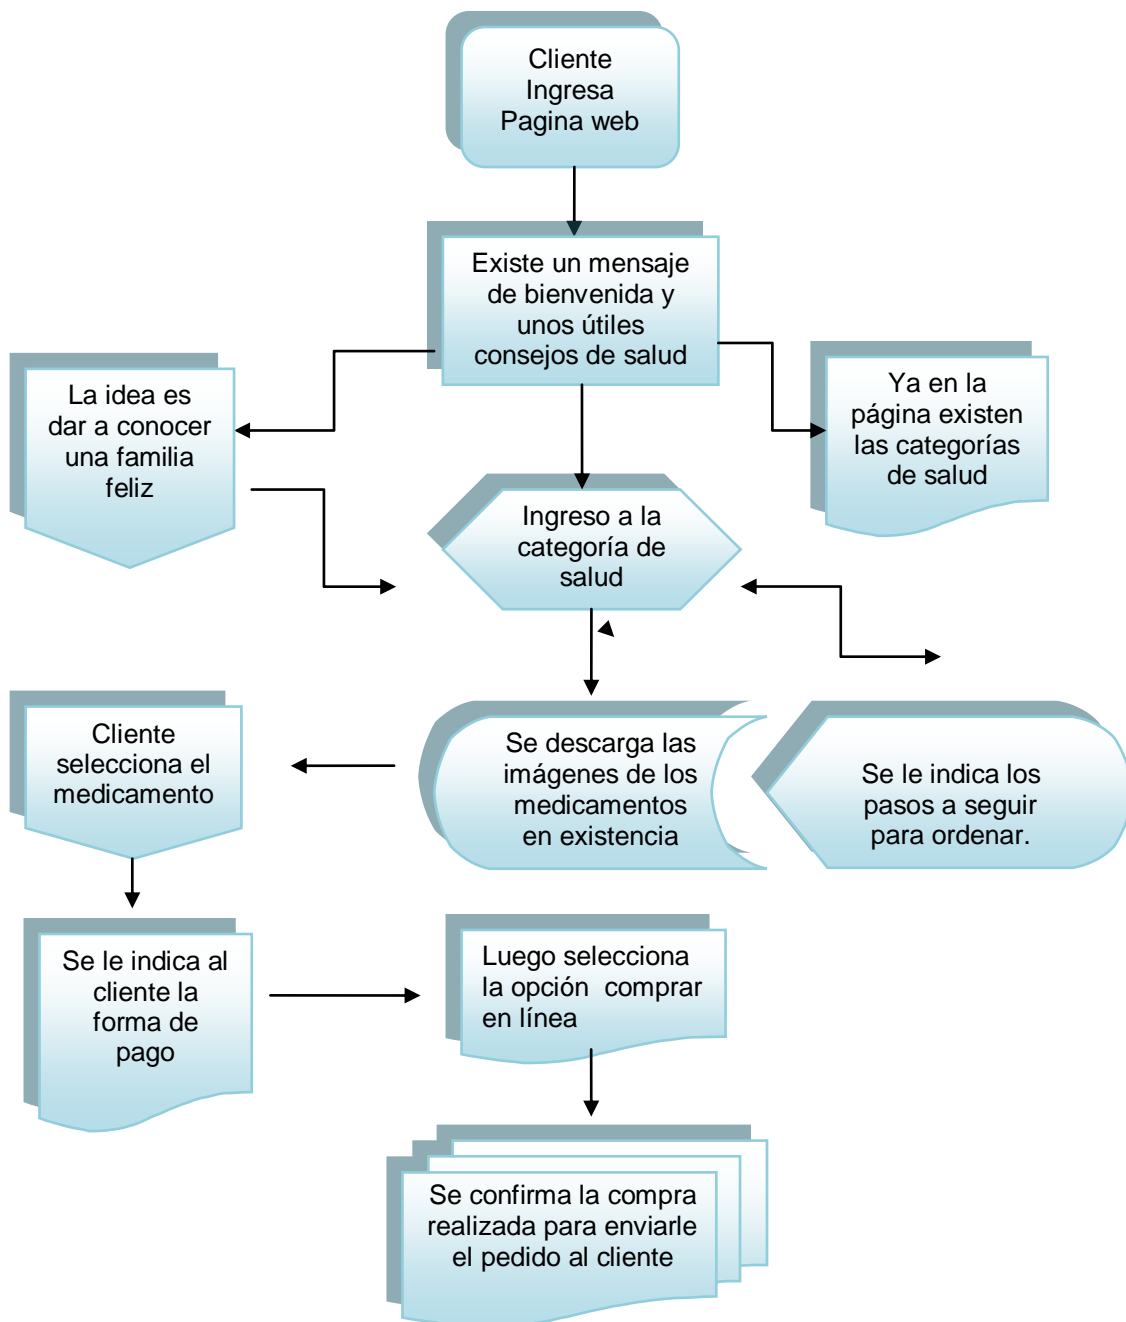 Cliente
Ingresa
Pagina web
Existe un mensaje
de bienvenida y
unos útiles
consejos de salud
La idea es
dar a conocer
una familia
feliz
Ya en la
página existen
las categorías
de salud
Ingreso a la
categoría de
salud
Cliente
selecciona el
medicamento
Se descarga las
imágenes de los
medicamentos
en existencia
Se le indica los
pasos a seguir
para ordenar.
Se le indica al
cliente la
forma de
pago
Luego selecciona
la opción  comprar
en línea
Se confirma la compra
realizada para enviarle
el pedido al cliente